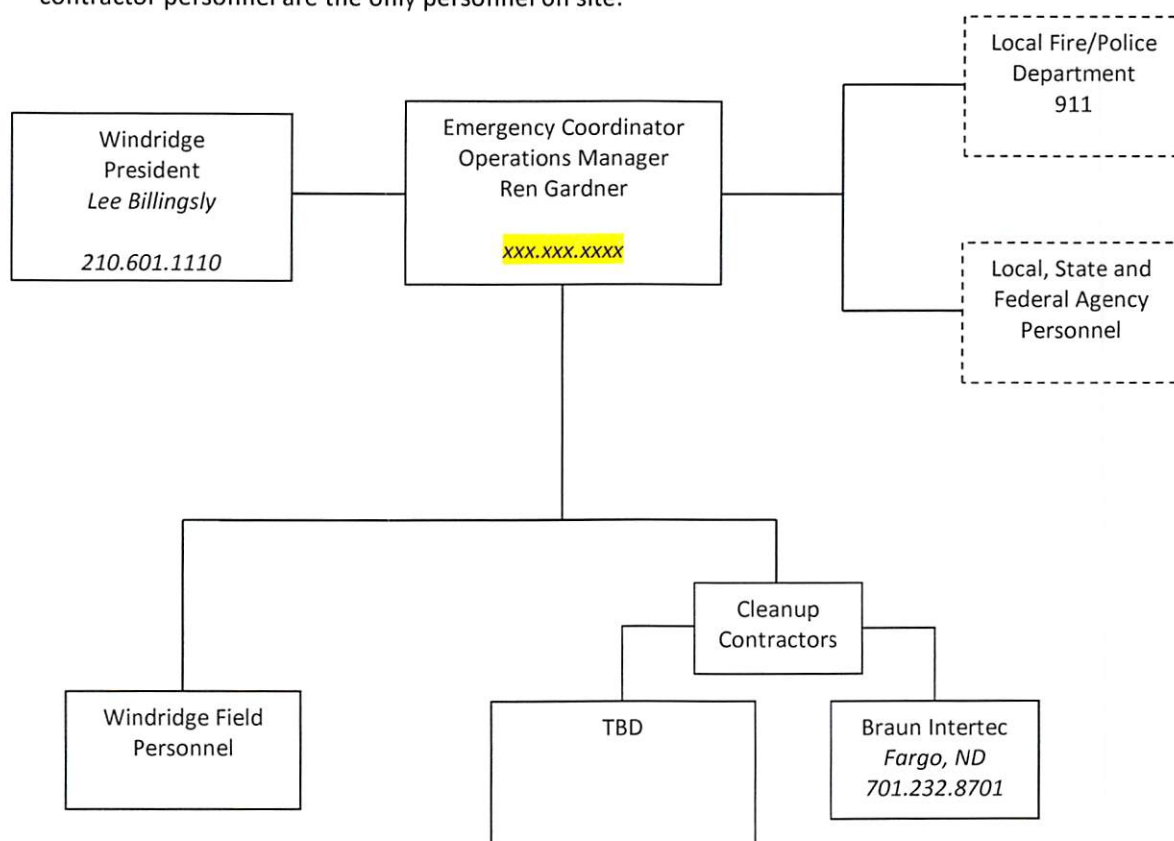 contractor personnel are the only personnel on site.
Local Fire/Police
Department
911
Windridge
President
Lee Billingsly
210.601.1110
Emergency Coordinator
Operations Manager
Ren Gardner
xxx.xxx.xxxx
Local, State and
Federal Agency
Personnel
Cleanup
Contractors
Windridge Field
Personnel
TBD
Braun Intertec
Fargo, ND
701.232.8701